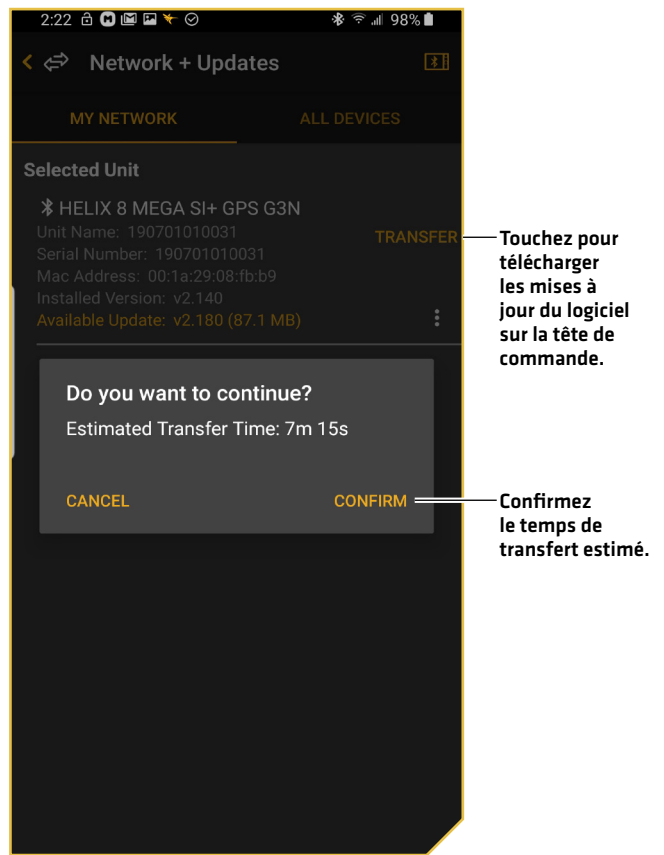 2:22 98%
Network + Updates
MY NETWORK ALL DEVICES
Selected Unit
HELIX 8 MEGA SI+ GPS G3N
Unit Name: 190701010031
TRANSFER
Serial Number: 190701010031
Mac Address: 00:1a:29:08:fb:b9
Installed Version: v2.140
Available Update: v2.180 (87.1 MB)
Touchez pour
télécharger
les mises à
jour du logiciel
sur la tête de
commande.
Do you want to continue?
Estimated Transfer Time: 7m 15s
CANCEL CONFIRM
Confirmez
le temps de
transfert estimé.